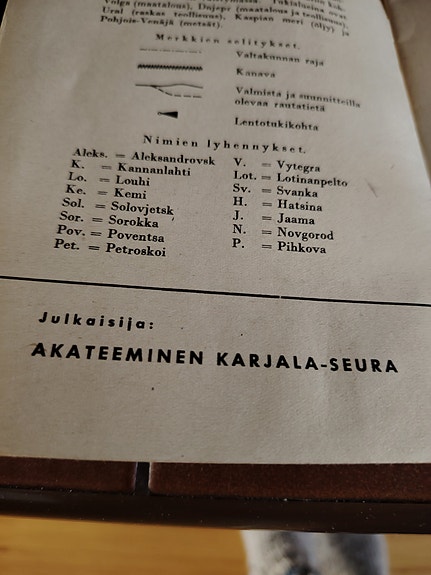 Volga (maatalous), Dnjepr (maatalous ja teollisuus),
Ural (raskas teollisuus), Kaspian meri (öljy) ja
Pohjois-Venäjä (metsät).
Merkkien selitykset.
Valtakunnan raja
Kanava
Valmista ja suunnitteilla
olevaa rautatietä
Lentotukikohta
Nimien lyhennykset.
Aleks. = Aleksandrovsk
K. = Kannanlahti
Lo. = Louhi
Ke. = Kemi
Sol. = Solovjetsk
Sor. = Sorokka
Pov. = Poventsa
Pet. = Petroskoi
V. = Vytegra
Lot. = Lotinanpelto
Sv. = Svanka
H. = Hatsina
J. = Jaama
N. = Novgorod
P. = Pihkova
Julkaisija:
AKATEEMINEN KARJALA-SEURA